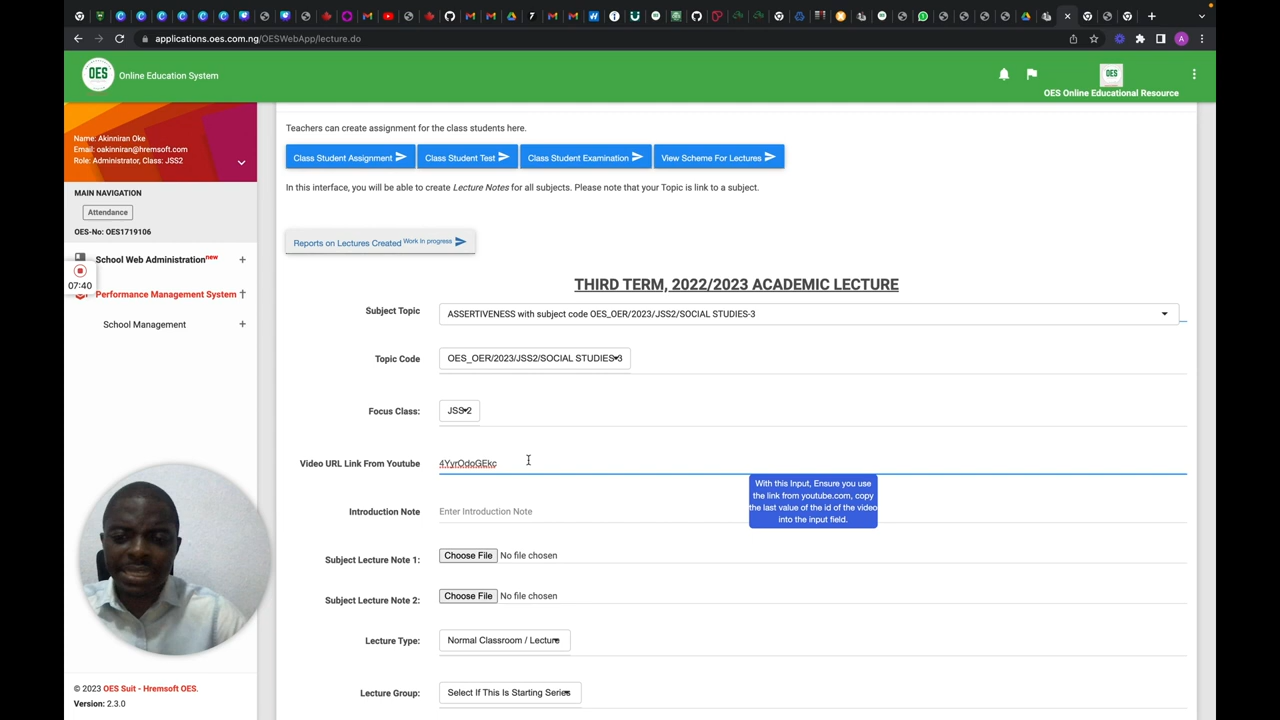 applications.oes.com.ng/OESWebApp/lecture.do
A
OES
Online Education System
OES
OES Online Educational Resource
Name: Akinniran Oke
Email: oakinniran@hremsoft.com
Role: Administrator, Class: JSS2
MAIN NAVIGATION
Attendance
OES-No: OES1719106
School Web Administration new +
07:40
Performance Management System
School Management +
© 2023 OES Suit - Hremsoft OES.
Version: 2.3.0
Teachers can create assignment for the class students here.
Class Student Assignment
Class Student Test
Class Student Examination
View Scheme For Lectures
In this interface, you will be able to create Lecture Notes for all subjects. Please note that your Topic is link to a subject.
Reports on Lectures Created Work In progress
THIRD TERM, 2022/2023 ACADEMIC LECTURE
Subject Topic
ASSERTIVENESS with subject code OES_OER/2023/JSS2/SOCIAL STUDIES-3
Topic Code
OES_OER/2023/JSS2/SOCIAL STUDIES-3
Focus Class:
JSS 2
Video URL Link From Youtube
4YyrOdoGEkc
With this Input, Ensure you use
the link from youtube.com, copy
the last value of the id of the video
into the input field.
Introduction Note
Enter Introduction Note
Subject Lecture Note 1:
Choose File No file chosen
Subject Lecture Note 2:
Choose File No file chosen
Lecture Type:
Normal Classroom / Lecture
Lecture Group:
Select If This Is Starting Series